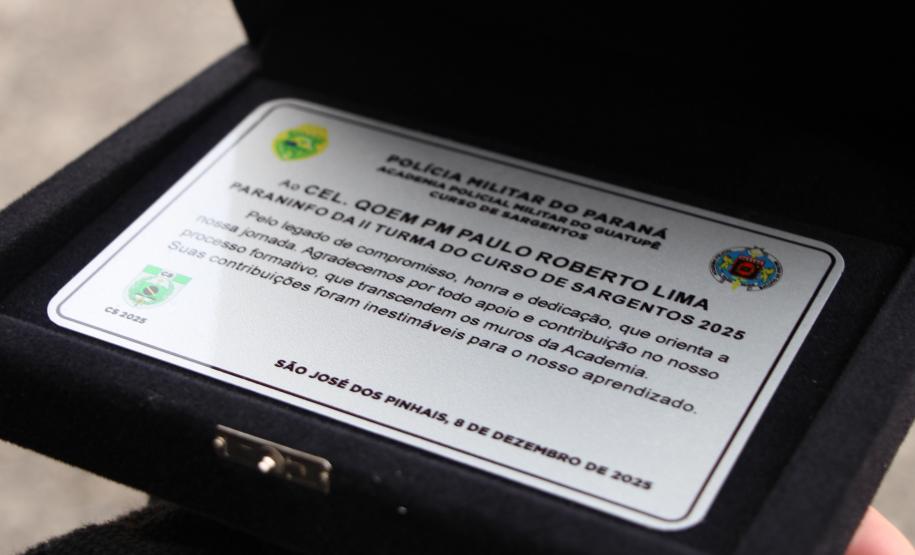 POLÍCIA MILITAR DO PARANÁ
ACADEMIA POLICIAL MILITAR DO GUATUPÊ
CURSO DE SARGENTOS
Ao CEL. QOEM PM PAULO ROBERTO LIMA
PARANINFO DA II TURMA DO CURSO DE SARGENTOS 2025
Pelo legado de compromisso, honra e dedicação, que orienta a
nossa jornada. Agradecemos por todo apoio e contribuição no nosso
processo formativo, que transcendem os muros da Academia.
Suas contribuições foram inestimáveis para o nosso aprendizado.
CS
CS 2025
SÃO JOSÉ DOS PINHAIS, 8 DE DEZEMBRO DE 2025